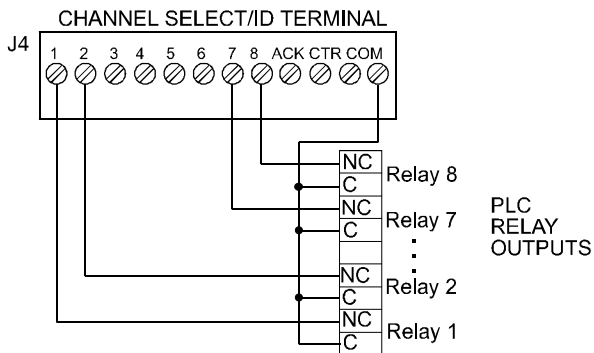 CHANNEL SELECT/ID TERMINAL
J4
1 2 3 4 5 6 7 8 ACK CTR COM
NC
C
Relay 8
NC
C
Relay 7
PLC
RELAY
OUTPUTS
NC
C
Relay 2
NC
C
Relay 1